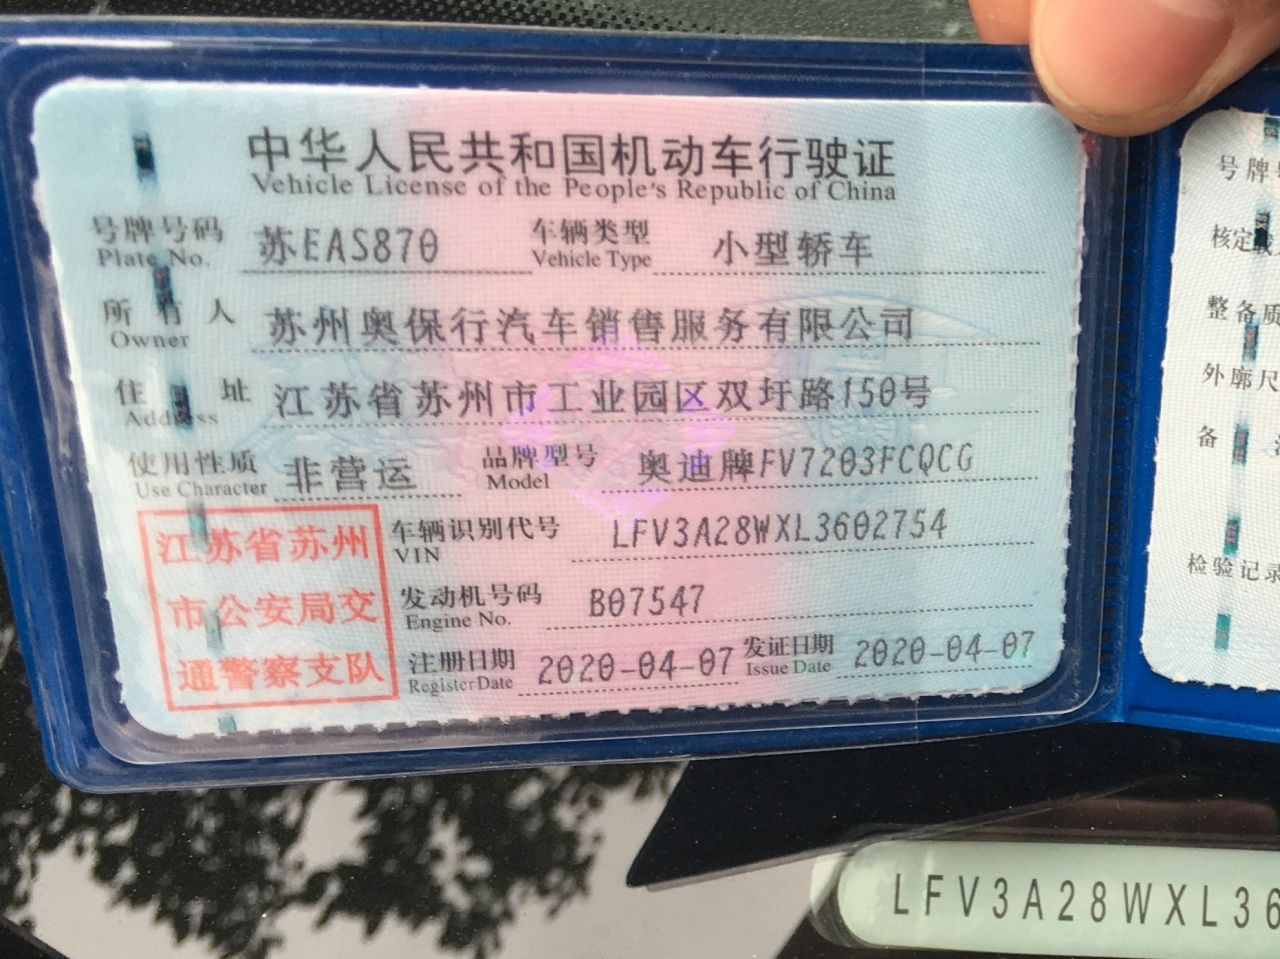 中华人民共和国机动车行驶证
Vehicle License of the People's Republic of China
号牌号码 苏EAS870 车辆类型 小型轿车
Plate No. Vehicle Type
所有人 苏州奥保行汽车销售服务有限公司
Owner
住址 江苏省苏州市工业园区双圩路150号
Address
使用性质 非营运 品牌型号 奥迪牌FV7203FCQCG
Use Character Model
车辆识别代号 LFV3A28WXL3602754
VIN
发动机号码 B07547
Engine No.
注册日期 2020-04-07 发证日期 2020-04-07
Register Date Issue Date
江苏省苏州
市公安局交
通警察支队
号牌
核定
整备质
外廓尺
备
检验记录
LFV3A28WXL36